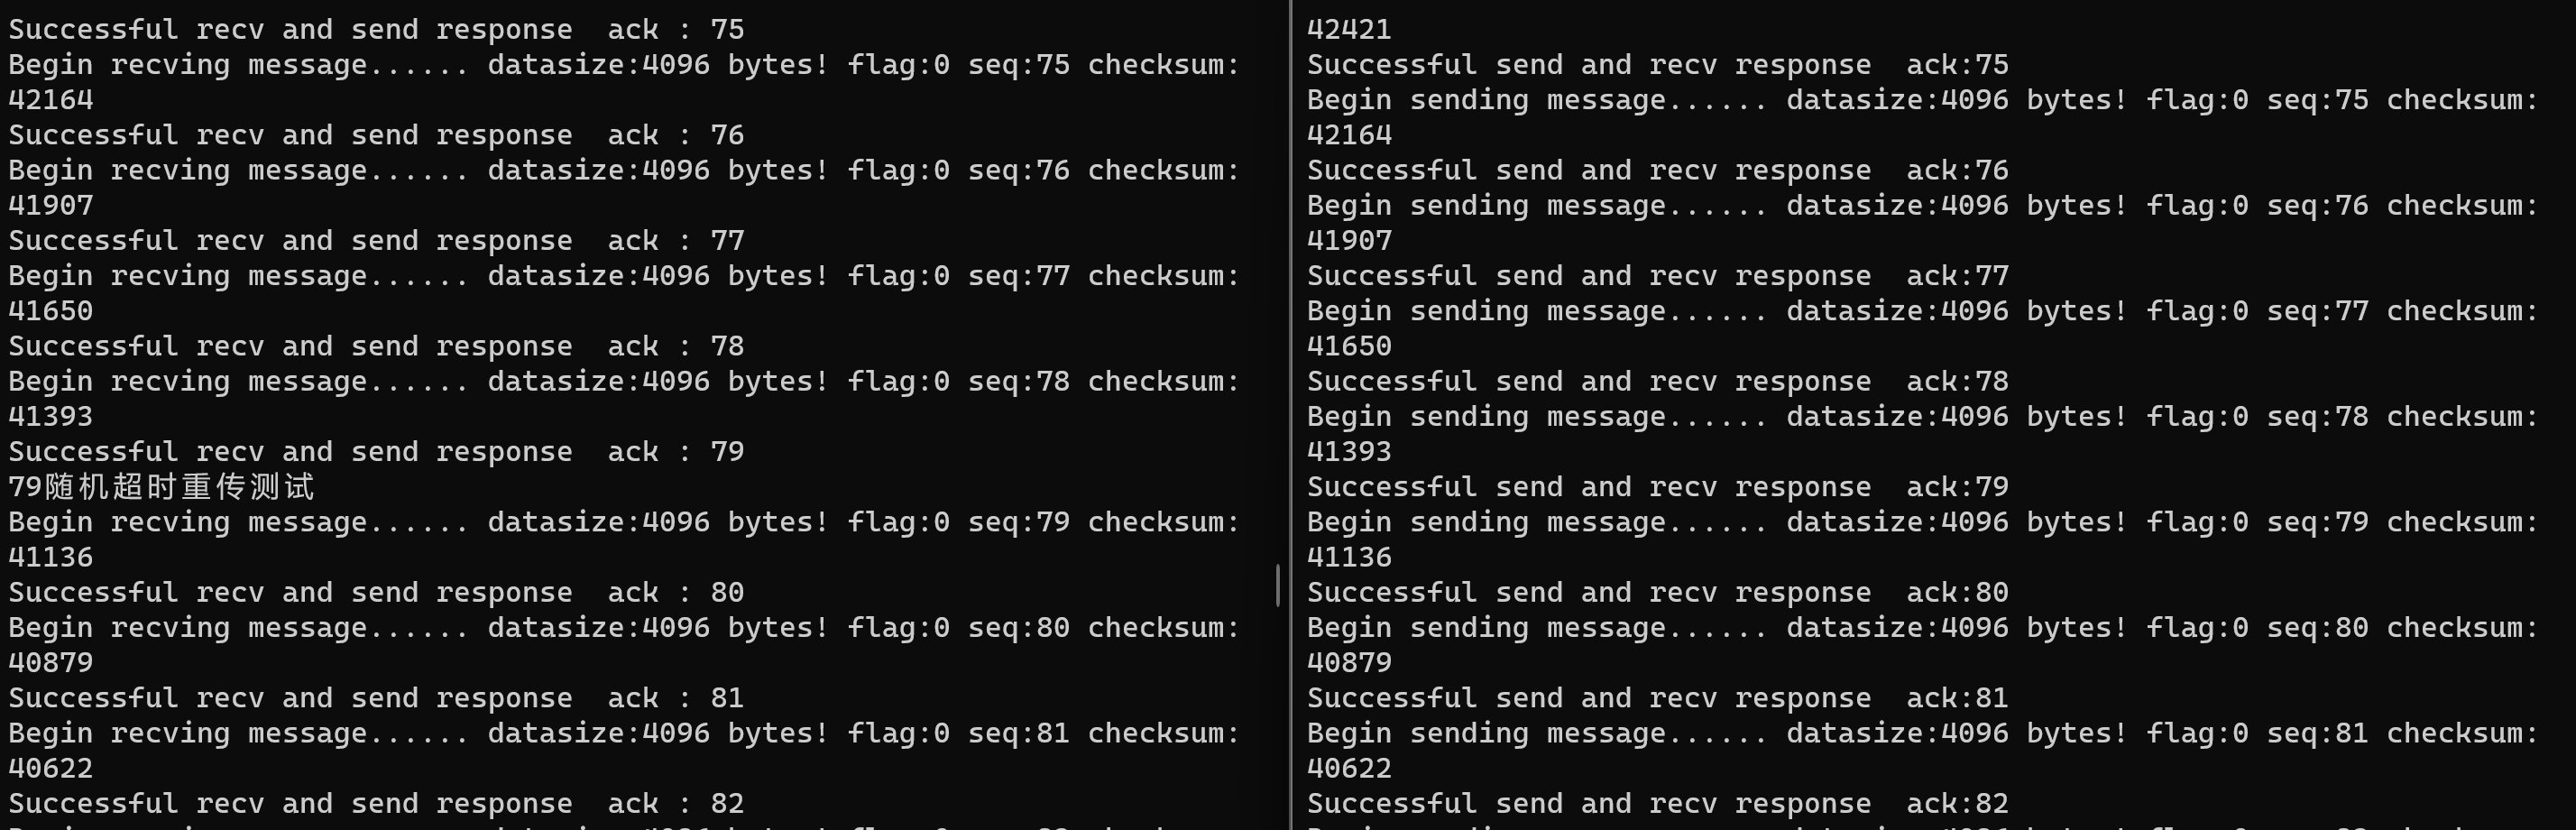 Successful recv and send response  ack : 75
Begin recving message...... datasize:4096 bytes! flag:0 seq:75 checksum:
42164
Successful recv and send response  ack : 76
Begin recving message...... datasize:4096 bytes! flag:0 seq:76 checksum:
41907
Successful recv and send response  ack : 77
Begin recving message...... datasize:4096 bytes! flag:0 seq:77 checksum:
41650
Successful recv and send response  ack : 78
Begin recving message...... datasize:4096 bytes! flag:0 seq:78 checksum:
41393
Successful recv and send response  ack : 79
79随机超时重传测试
Begin recving message...... datasize:4096 bytes! flag:0 seq:79 checksum:
41136
Successful recv and send response  ack : 80
Begin recving message...... datasize:4096 bytes! flag:0 seq:80 checksum:
40879
Successful recv and send response  ack : 81
Begin recving message...... datasize:4096 bytes! flag:0 seq:81 checksum:
40622
Successful recv and send response  ack : 82
42421
Successful send and recv response  ack:75
Begin sending message...... datasize:4096 bytes! flag:0 seq:75 checksum:
42164
Successful send and recv response  ack:76
Begin sending message...... datasize:4096 bytes! flag:0 seq:76 checksum:
41907
Successful send and recv response  ack:77
Begin sending message...... datasize:4096 bytes! flag:0 seq:77 checksum:
41650
Successful send and recv response  ack:78
Begin sending message...... datasize:4096 bytes! flag:0 seq:78 checksum:
41393
Successful send and recv response  ack:79
Begin sending message...... datasize:4096 bytes! flag:0 seq:79 checksum:
41136
Successful send and recv response  ack:80
Begin sending message...... datasize:4096 bytes! flag:0 seq:80 checksum:
40879
Successful send and recv response  ack:81
Begin sending message...... datasize:4096 bytes! flag:0 seq:81 checksum:
40622
Successful send and recv response  ack:82